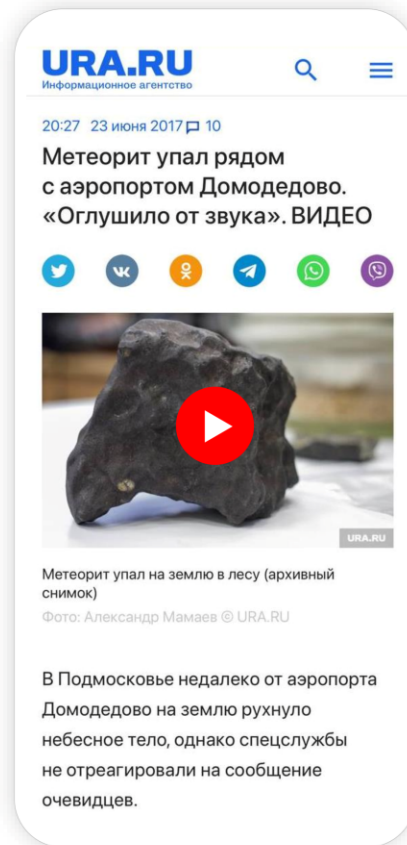 URA.RU
Информационное агентство
20:27 23 июня 2017 10
Метеорит упал рядом
с аэропортом Домодедово.
«Оглушило от звука». ВИДЕО
URA.RU
Метеорит упал на землю в лесу (архивный
снимок)
Фото: Александр Мамаев © URA.RU
В Подмосковье недалеко от аэропорта
Домодедово на землю рухнуло
небесное тело, однако спецслужбы
не отреагировали на сообщение
очевидцев.